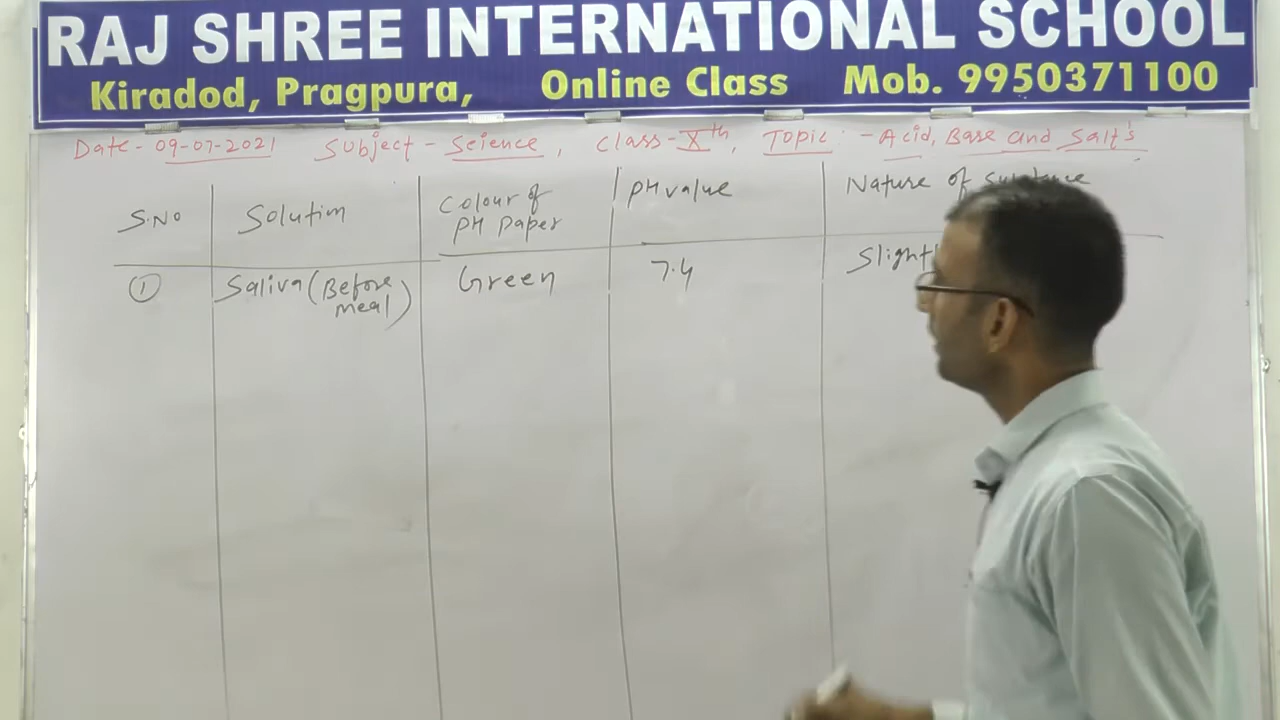 RAJ SHREE INTERNATIONAL SCHOOL
Kiradod, Pragpura, Online Class Mob. 9950371100
Date - 09-07-2021 Subject - Science, Class - Xth, Topic - Acid, Base and Salt's
S.No Solution Colour of PH Paper PH value Nature of
① Saliva (Before meal) Green 7.4